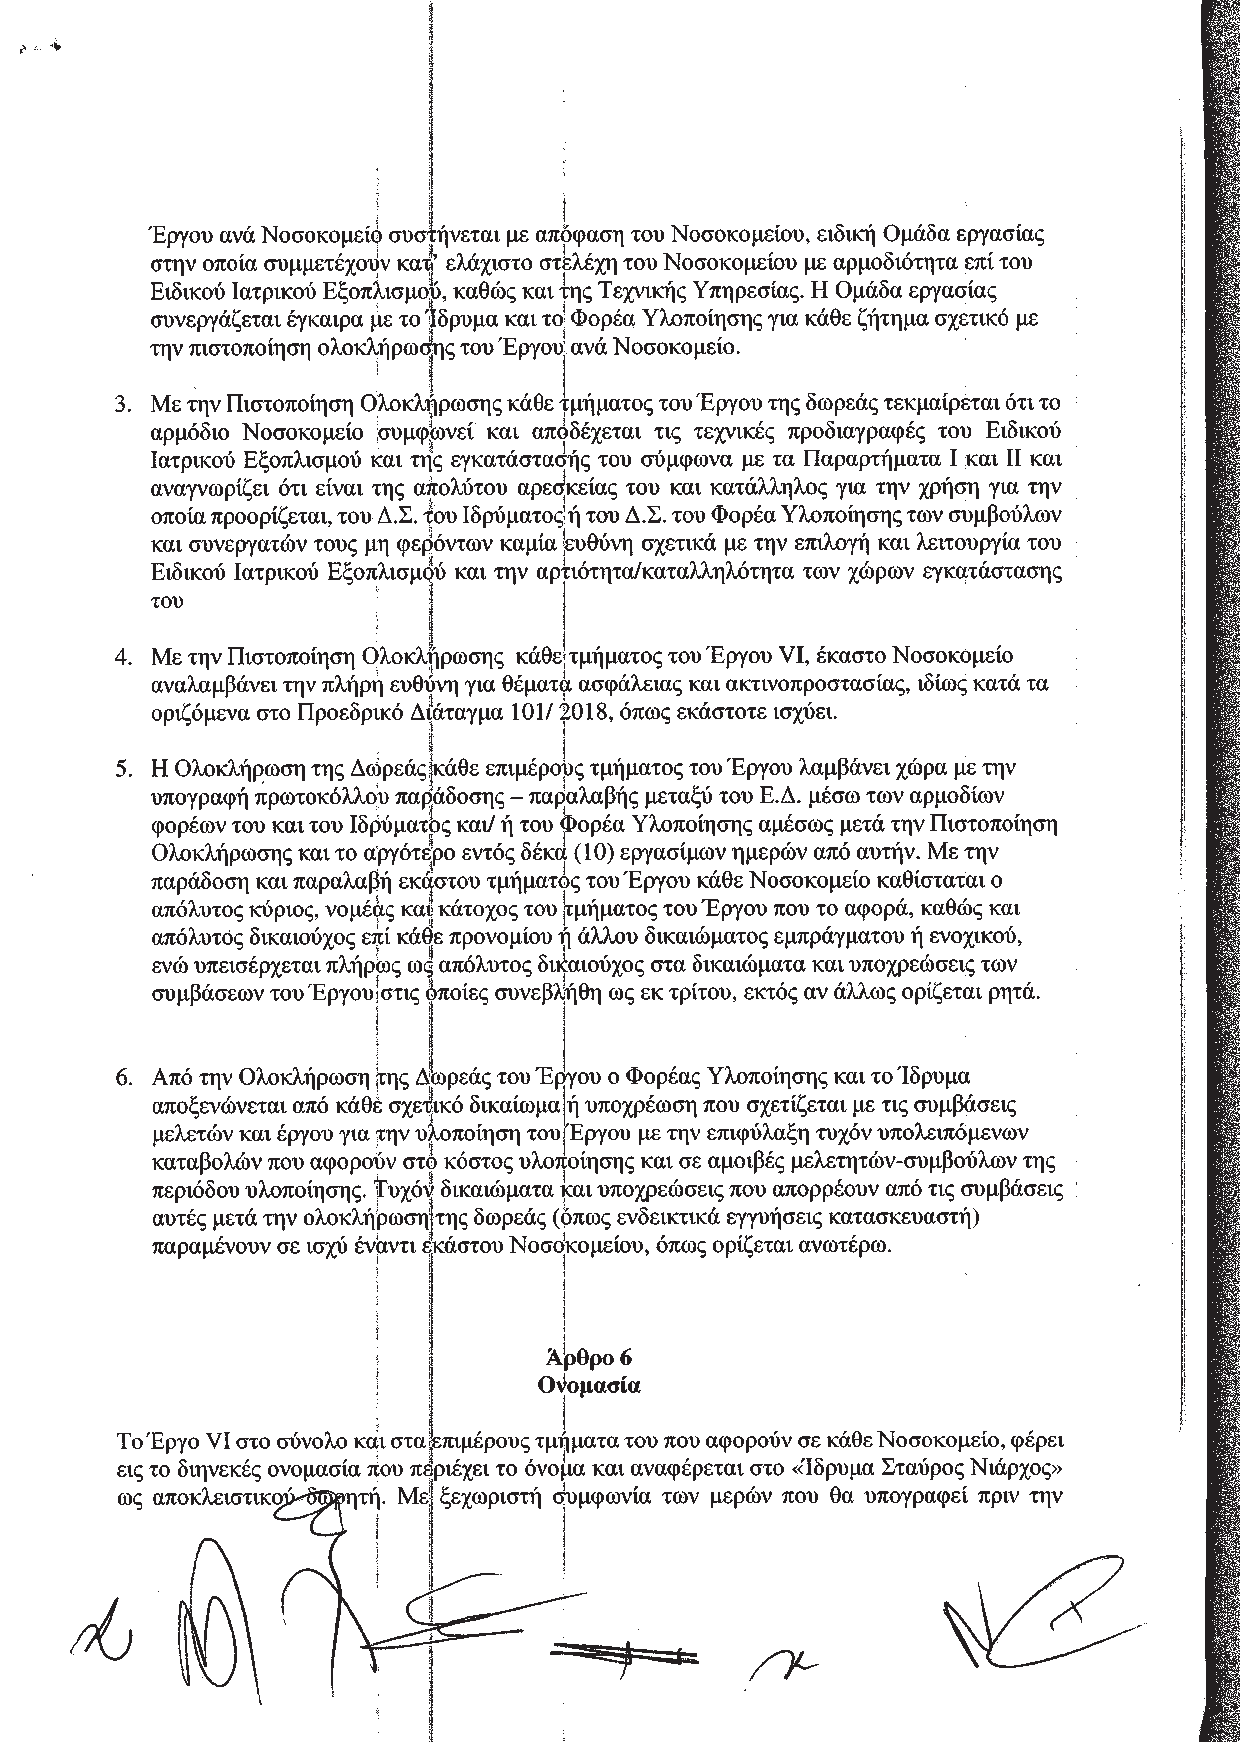 Έργου ανά Νοσοκομείο συστήνεται με απόφαση του Νοσοκομείου, ειδική Ομάδα εργασίας
στην οποία συμμετέχουν κατ' ελάχιστο στελέχη του Νοσοκομείου με αρμοδιότητα επί του
Ειδικού Ιατρικού Εξοπλισμού, καθώς και της Τεχνικής Υπηρεσίας. Η Ομάδα εργασίας
συνεργάζεται έγκαιρα με το Ίδρυμα και το Φορέα Υλοποίησης για κάθε ζήτημα σχετικό με
την πιστοποίηση ολοκλήρωσης του Έργου ανά Νοσοκομείο.
3. Με την Πιστοποίηση Ολοκλήρωσης κάθε τμήματος του Έργου της δωρεάς τεκμαίρεται ότι το
αρμόδιο Νοσοκομείο συμφωνεί και αποδέχεται τις τεχνικές προδιαγραφές του Ειδικού
Ιατρικού Εξοπλισμού και της εγκατάστασής του σύμφωνα με τα Παραρτήματα Ι και ΙΙ και
αναγνωρίζει ότι είναι της απολύτου αρεσκείας του και κατάλληλος για την χρήση για την
οποία προορίζεται, του Δ.Σ. του Ιδρύματος ή του Δ.Σ. του Φορέα Υλοποίησης των συμβούλων
και συνεργατών τους μη φερόντων καμία ευθύνη σχετικά με την επιλογή και λειτουργία του
Ειδικού Ιατρικού Εξοπλισμού και την αρτιότητα/καταλληλότητα των χώρων εγκατάστασης
του
4. Με την Πιστοποίηση Ολοκλήρωσης κάθε τμήματος του Έργου VI, έκαστο Νοσοκομείο
αναλαμβάνει την πλήρη ευθύνη για θέματα ασφάλειας και ακτινοπροστασίας, ιδίως κατά τα
οριζόμενα στο Προεδρικό Διάταγμα 101/ 2018, όπως εκάστοτε ισχύει.
5. Η Ολοκλήρωση της Δωρεάς κάθε επιμέρους τμήματος του Έργου λαμβάνει χώρα με την
υπογραφή πρωτοκόλλου παράδοσης – παραλαβής μεταξύ του Ε.Δ. μέσω των αρμοδίων
φορέων του και του Ιδρύματος και/ ή του Φορέα Υλοποίησης αμέσως μετά την Πιστοποίηση
Ολοκλήρωσης και το αργότερο εντός δέκα (10) εργασίμων ημερών από αυτήν. Με την
παράδοση και παραλαβή εκάστου τμήματος του Έργου κάθε Νοσοκομείο καθίσταται ο
απόλυτος κύριος, νομέας και κάτοχος του τμήματος του Έργου που το αφορά, καθώς και
απόλυτος δικαιούχος επί κάθε προνομίου ή άλλου δικαιώματος εμπράγματου ή ενοχικού,
ενώ υπεισέρχεται πλήρως ως απόλυτος δικαιούχος στα δικαιώματα και υποχρεώσεις των
συμβάσεων του Έργου στις οποίες συνεβλήθη ως εκ τρίτου, εκτός αν άλλως ορίζεται ρητά.
6. Από την Ολοκλήρωση της Δωρεάς του Έργου ο Φορέας Υλοποίησης και το Ίδρυμα
αποξενώνεται από κάθε σχετικό δικαίωμα ή υποχρέωση που σχετίζεται με τις συμβάσεις
μελετών και έργου για την υλοποίηση του Έργου με την επιφύλαξη τυχόν υπολειπόμενων
καταβολών που αφορούν στο κόστος υλοποίησης και σε αμοιβές μελετητών-συμβούλων της
περιόδου υλοποίησης. Τυχόν δικαιώματα και υποχρεώσεις που απορρέουν από τις συμβάσεις
αυτές μετά την ολοκλήρωση της δωρεάς (όπως ενδεικτικά εγγυήσεις κατασκευαστή)
παραμένουν σε ισχύ έναντι εκάστου Νοσοκομείου, όπως ορίζεται ανωτέρω.
Άρθρο 6
Ονομασία
Το Έργο VI στο σύνολο και στα επιμέρους τμήματα του που αφορούν σε κάθε Νοσοκομείο, φέρει
εις το διηνεκές ονομασία που περιέχει το όνομα και αναφέρεται στο «Ίδρυμα Σταύρος Νιάρχος»
ως αποκλειστικού δωρητή. Με ξεχωριστή συμφωνία των μερών που θα υπογραφεί πριν την